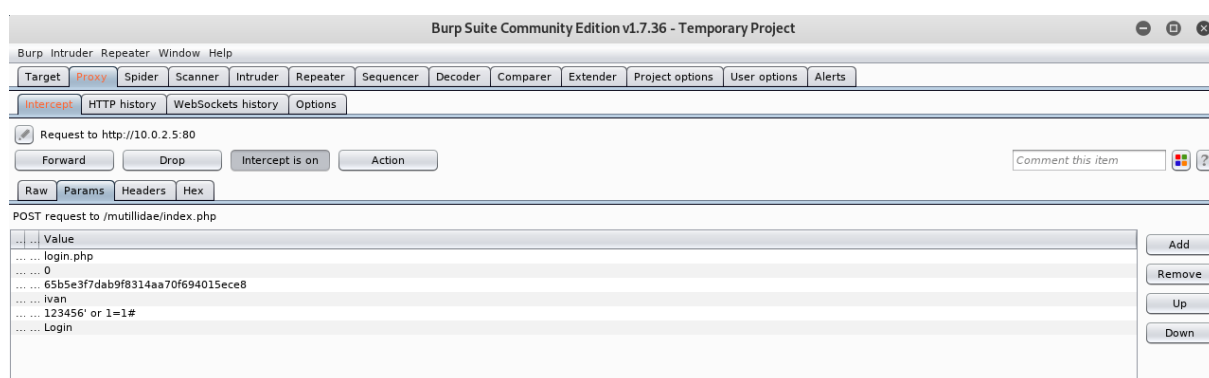 Burp Suite Community Edition v1.7.36 - Temporary Project
Burp Intruder Repeater Window Help
Target Proxy Spider Scanner Intruder Repeater Sequencer Decoder Comparer Extender Project options User options Alerts
Intercept HTTP history WebSockets history Options
Request to http://10.0.2.5:80
Forward Drop Intercept is on Action Comment this item ?
Raw Params Headers Hex
POST request to /mutillidae/index.php
... ... Value
... ... login.php
... ... 0
... ... 65b5e3f7dab9f8314aa70f694015ece8
... ... ivan
... ... 123456' or 1=1#
... ... Login
Add
Remove
Up
Down